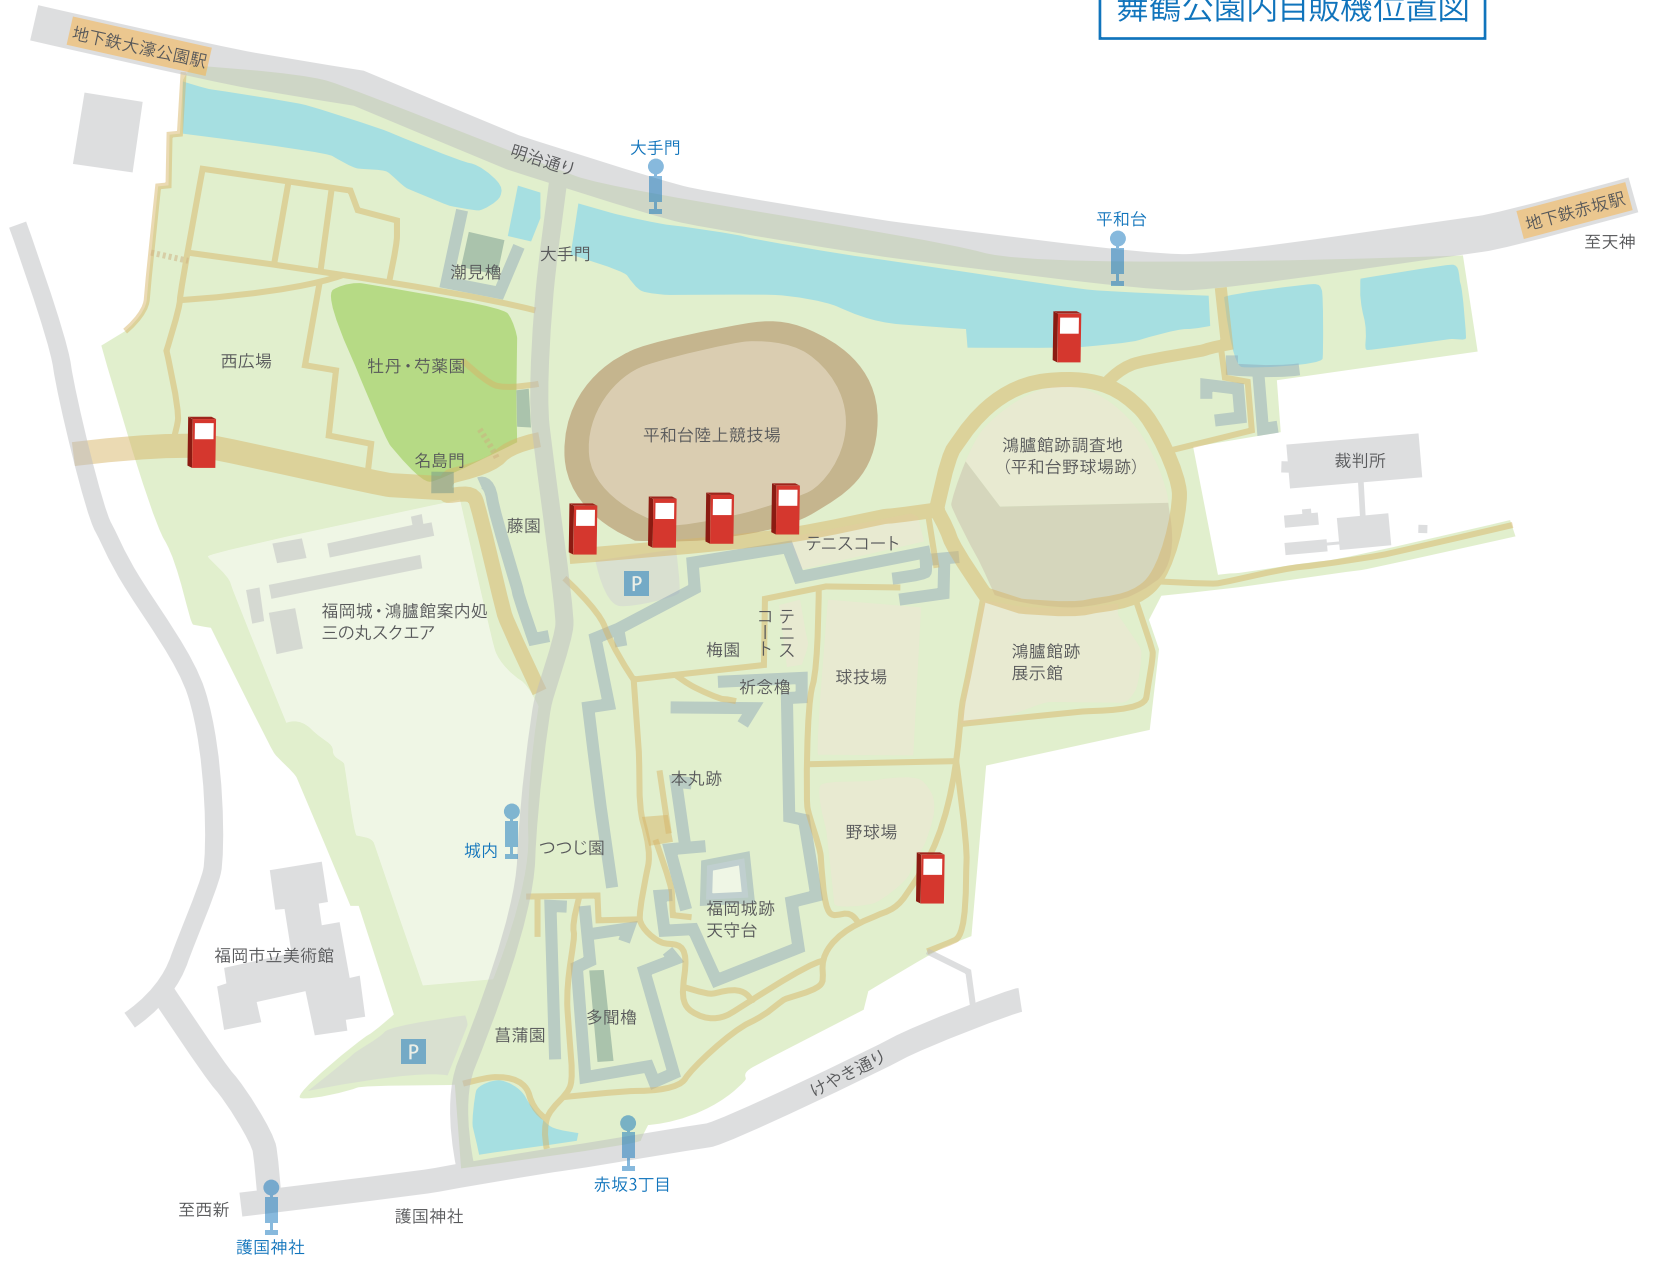 舞鶴公園内自販機位置図
地下鉄大濠公園駅
明治通り
大手門
平和台
地下鉄赤坂駅
至天神
大手門
潮見櫓
西広場
牡丹・芍薬園
平和台陸上競技場
鴻臚館跡調査地
（平和台野球場跡）
裁判所
名島門
藤園
テニスコート
P
福岡城・鴻臚館案内処
三の丸スクエア
テニス
コート
梅園
鴻臚館跡
展示館
球技場
祈念櫓
本丸跡
野球場
城内
つつじ園
福岡城跡
天守台
福岡市立美術館
多聞櫓
菖蒲園
P
けやき通り
赤坂3丁目
至西新
護国神社
護国神社